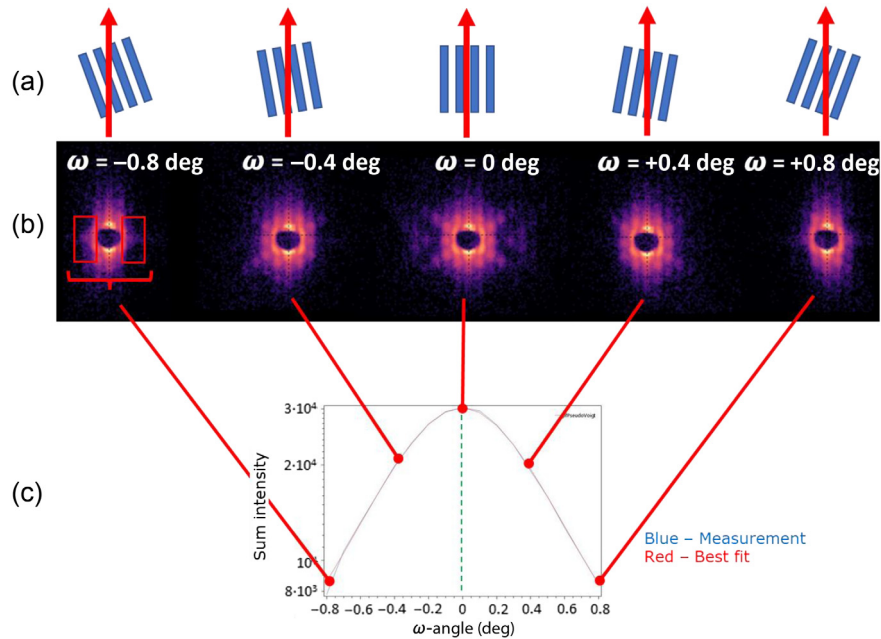 (a)
ω = −0.8 deg
ω = −0.4 deg
ω = 0 deg
ω = +0.4 deg
ω = +0.8 deg
(b)
(c)
3·10⁴
2·10⁴
10⁴
8·10³
Sum intensity
PseudoVoigt
Blue – Measurement
Red – Best fit
−0.8 −0.6 −0.4 −0.2 0 0.2 0.4 0.6 0.8
ω-angle (deg)